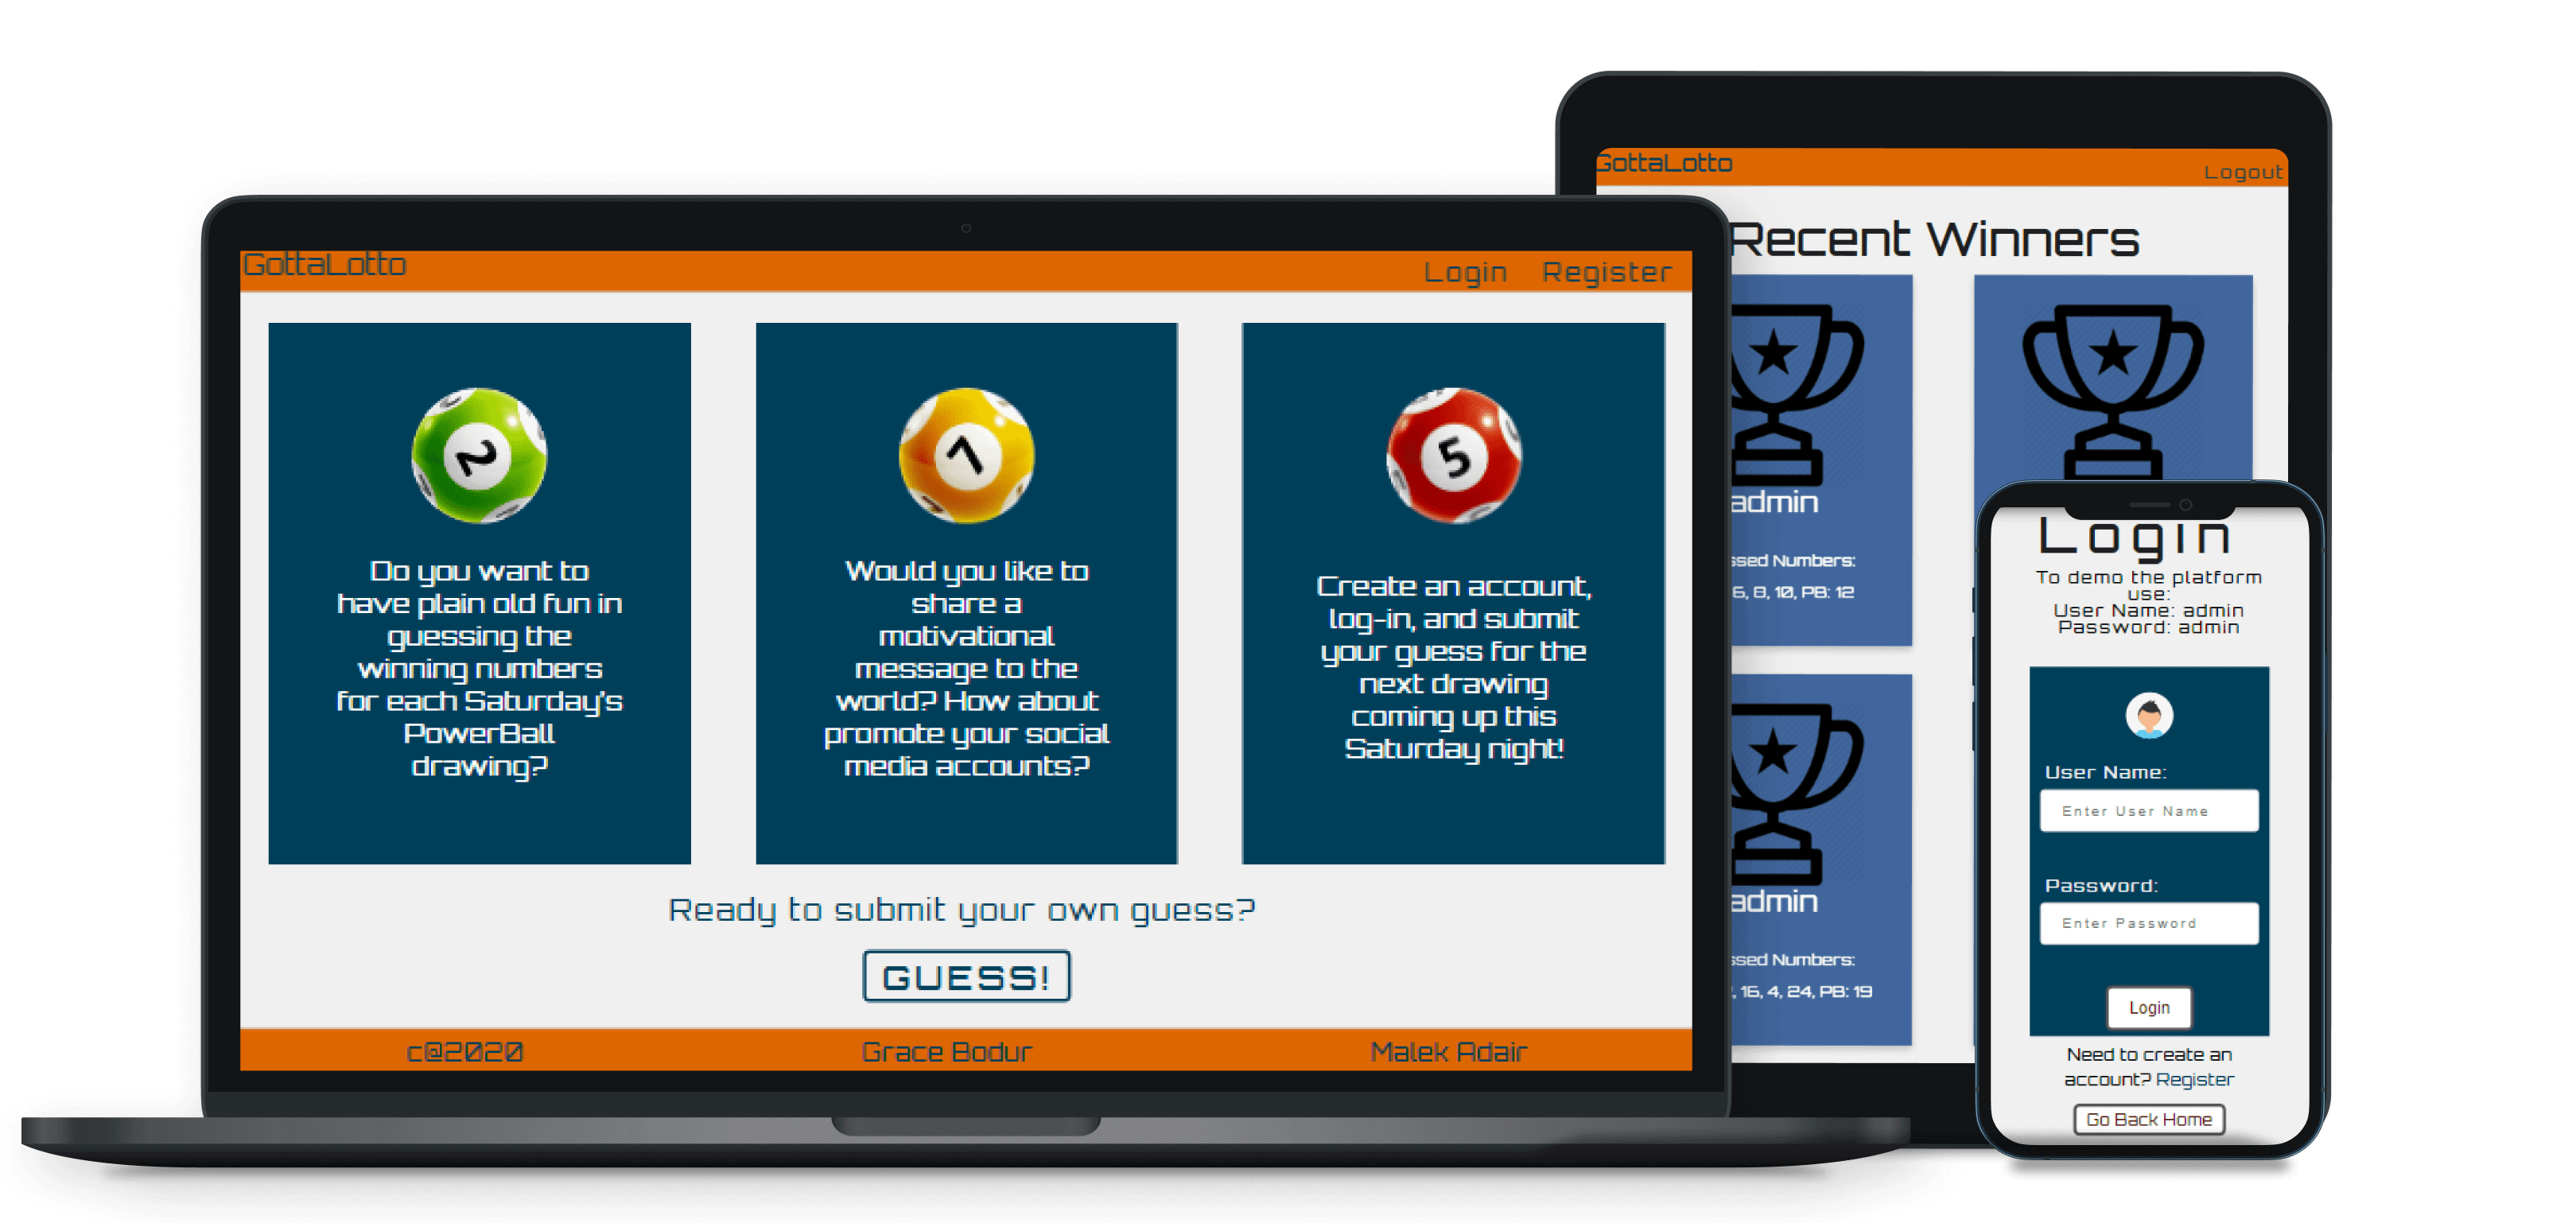 GottaLotto
Login Register
2
7
5
Do you want to
have plain old fun in
guessing the
winning numbers
for each Saturday's
PowerBall
drawing?
Would you like to
share a
motivational
message to the
world? How about
promote your social
media accounts?
Create an account,
log-in, and submit
your guess for the
next drawing
coming up this
Saturday night!
Ready to submit your own guess?
GUESS!
c@2020
Grace Bodur
Malek Adair
GottaLotto
Logout
Recent Winners
admin
Numbers:
8, 10, PB: 12
admin
Numbers:
16, 4, 24, PB: 19
Login
To demo the platform
use:
User Name: admin
Password: admin
User Name:
Enter User Name
Password:
Enter Password
Login
Need to create an
account? Register
Go Back Home